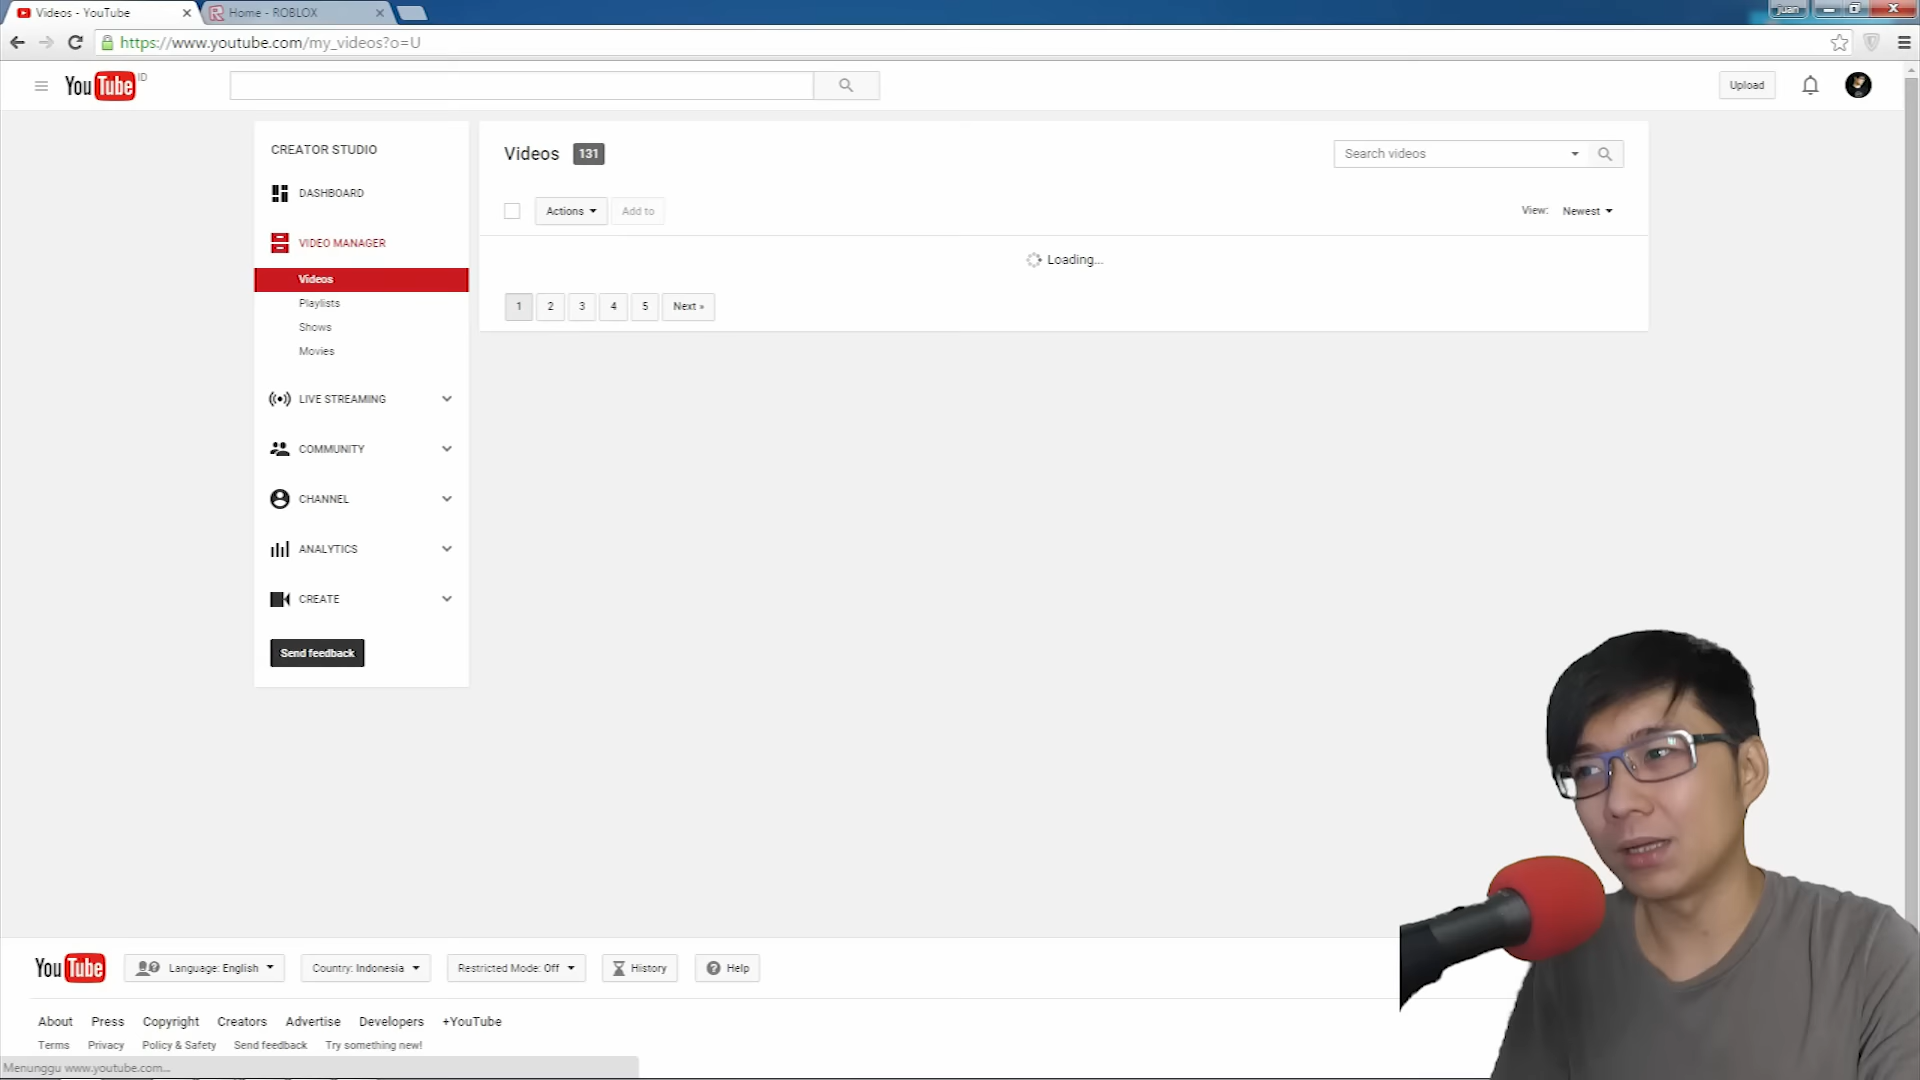 Videos - YouTube
Home - ROBLOX
juan
https://www.youtube.com/my_videos?o=U
YouTube ID
Upload
CREATOR STUDIO
DASHBOARD
VIDEO MANAGER
Videos
Playlists
Shows
Movies
LIVE STREAMING
COMMUNITY
CHANNEL
ANALYTICS
CREATE
Send feedback
Videos 131
Search videos
Actions Add to
View: Newest
Loading...
1 2 3 4 5 Next »
YouTube Language: English Country: Indonesia Restricted Mode: Off History Help
About Press Copyright Creators Advertise Developers +YouTube
Terms Privacy Policy & Safety Send feedback Try something new!
Menunggu www.youtube.com...